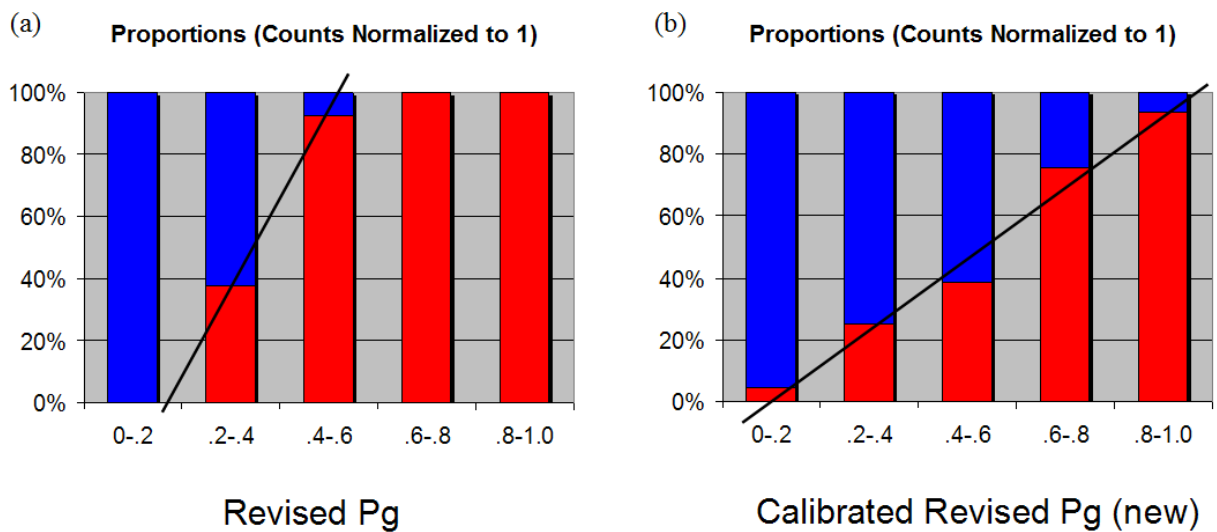 (a)
Proportions (Counts Normalized to 1)
100%
80%
60%
40%
20%
0%
0-.2 .2-.4 .4-.6 .6-.8 .8-1.0
Revised Pg
(b)
Proportions (Counts Normalized to 1)
100%
80%
60%
40%
20%
0%
0-.2 .2-.4 .4-.6 .6-.8 .8-1.0
Calibrated Revised Pg (new)